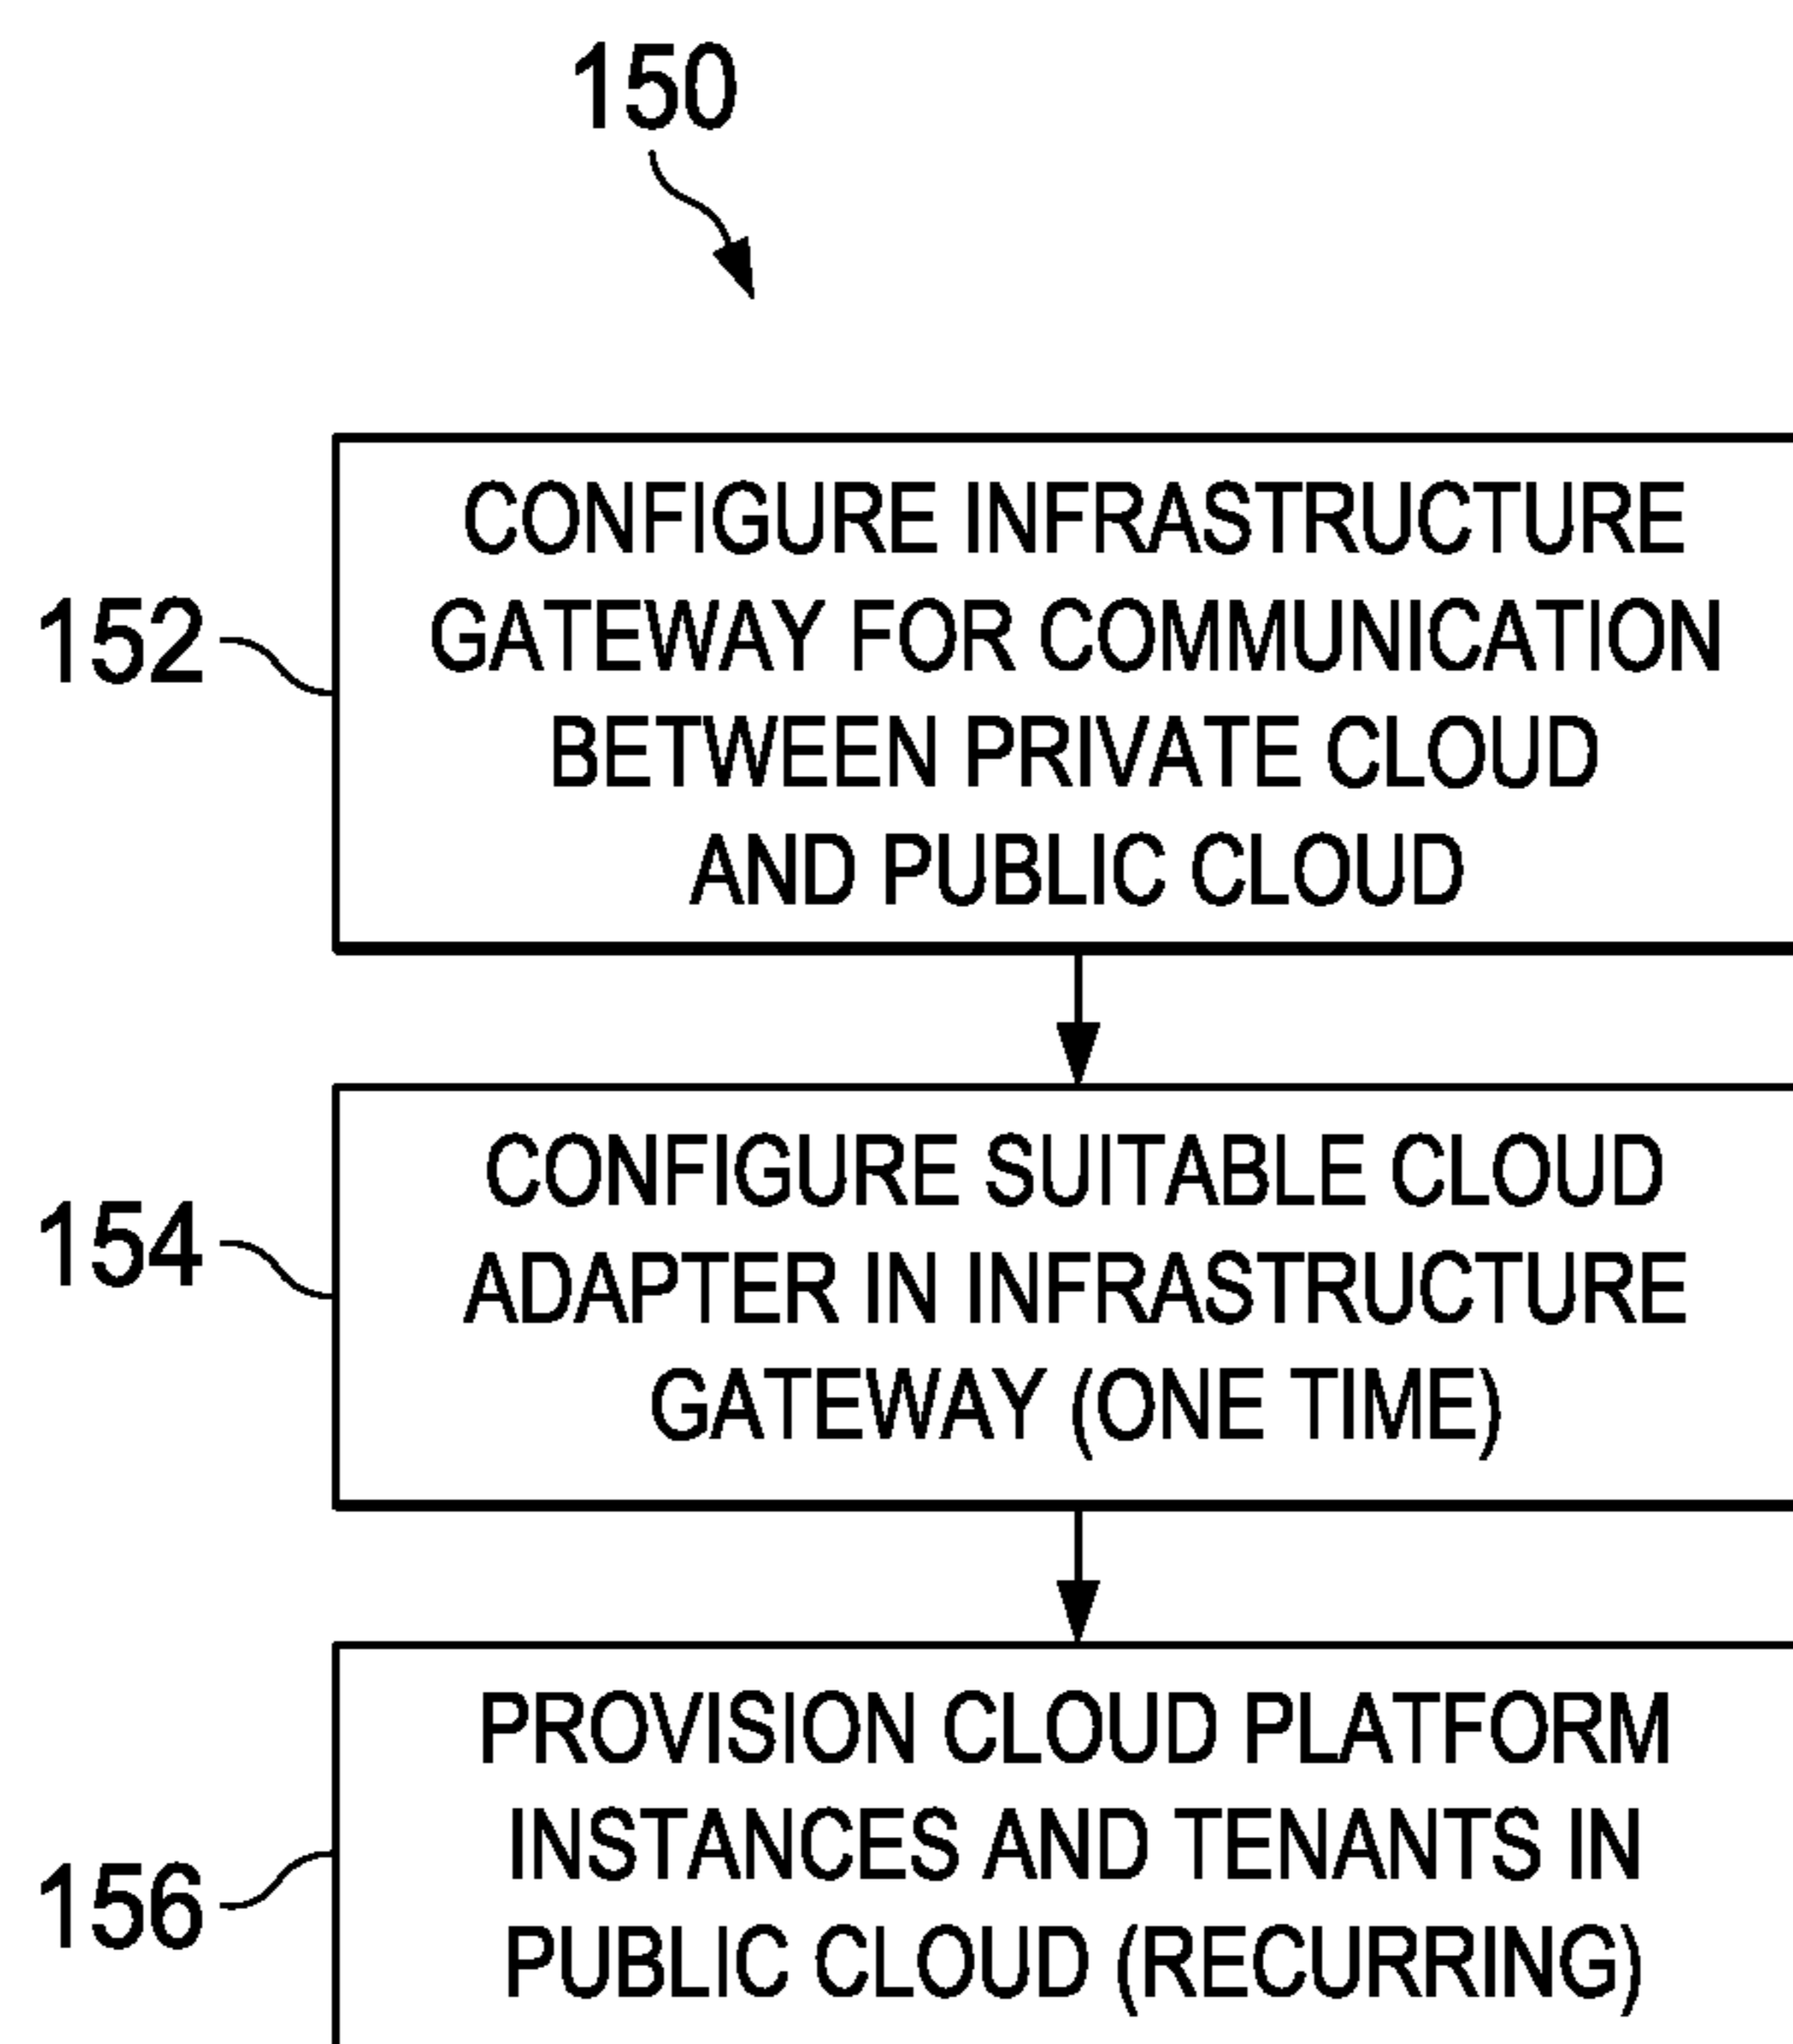 150
152
CONFIGURE INFRASTRUCTURE
GATEWAY FOR COMMUNICATION
BETWEEN PRIVATE CLOUD
AND PUBLIC CLOUD
154
CONFIGURE SUITABLE CLOUD
ADAPTER IN INFRASTRUCTURE
GATEWAY (ONE TIME)
156
PROVISION CLOUD PLATFORM
INSTANCES AND TENANTS IN
PUBLIC CLOUD (RECURRING)